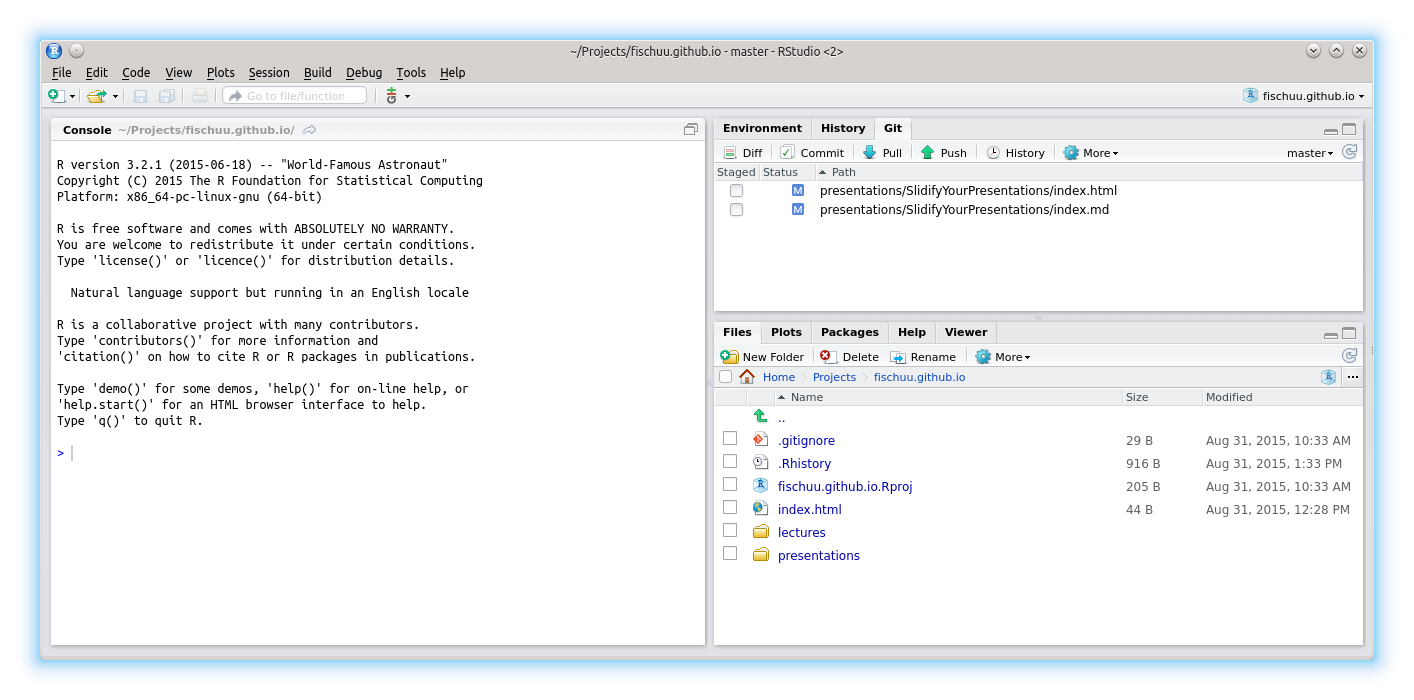 ~/Projects/fischuu.github.io - master - RStudio <2>
File Edit Code View Plots Session Build Debug Tools Help
Go to file/function
fischuu.github.io
Console ~/Projects/fischuu.github.io/
R version 3.2.1 (2015-06-18) -- "World-Famous Astronaut"
Copyright (C) 2015 The R Foundation for Statistical Computing
Platform: x86_64-pc-linux-gnu (64-bit)
R is free software and comes with ABSOLUTELY NO WARRANTY.
You are welcome to redistribute it under certain conditions.
Type 'license()' or 'licence()' for distribution details.
Natural language support but running in an English locale
R is a collaborative project with many contributors.
Type 'contributors()' for more information and
'citation()' on how to cite R or R packages in publications.
Type 'demo()' for some demos, 'help()' for on-line help, or
'help.start()' for an HTML browser interface to help.
Type 'q()' to quit R.
>
Environment History Git
Diff Commit Pull Push History More master
Staged Status Path
M presentations/SlidifyYourPresentations/index.html
M presentations/SlidifyYourPresentations/index.md
Files Plots Packages Help Viewer
New Folder Delete Rename More
Home Projects fischuu.github.io ...
Name Size Modified
..
.gitignore 29 B Aug 31, 2015, 10:33 AM
.Rhistory 916 B Aug 31, 2015, 1:33 PM
fischuu.github.io.Rproj 205 B Aug 31, 2015, 10:33 AM
index.html 44 B Aug 31, 2015, 12:28 PM
lectures
presentations